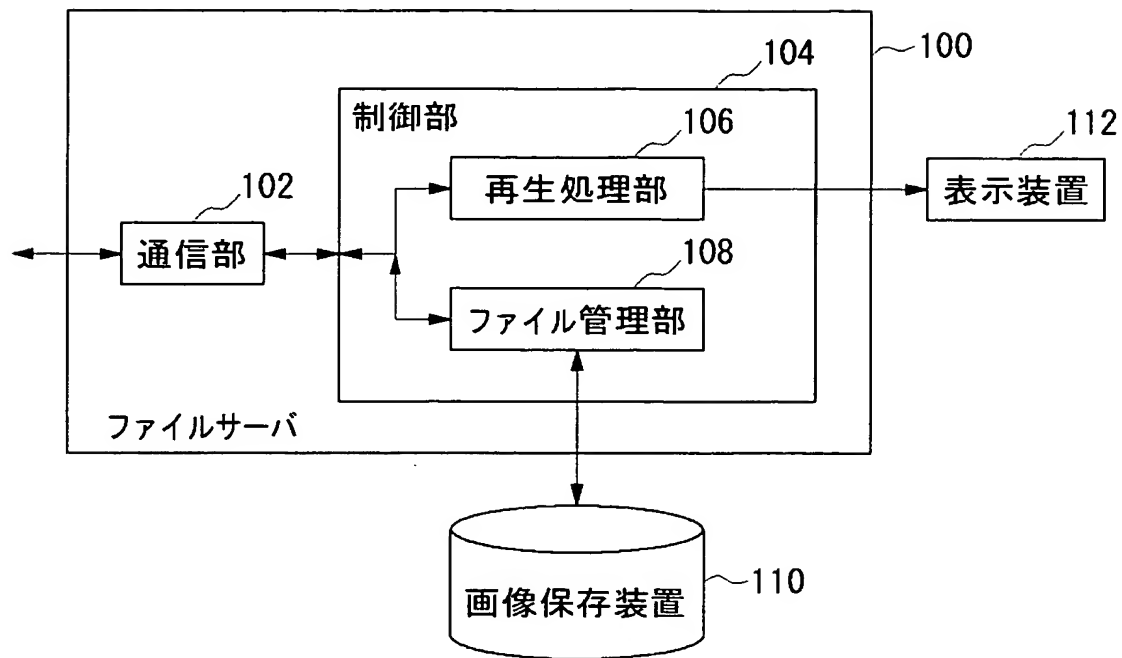 100
104
制御部
106
112
再生処理部
表示装置
102
通信部
108
ファイル管理部
ファイルサーバ
画像保存装置
110